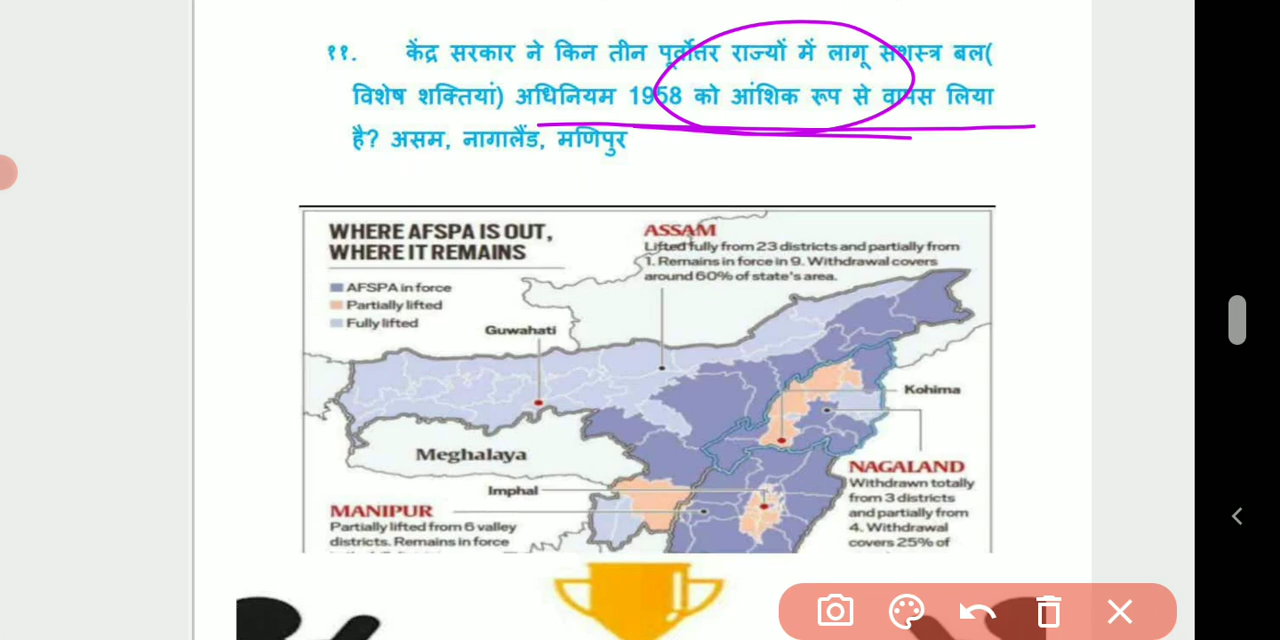 ११. केंद्र सरकार ने किन तीन पूर्वोतर राज्यों में लागू सशस्त्र बल(
विशेष शक्तियां) अधिनियम 1958 को आंशिक रूप से वापस लिया
है? असम, नागालैंड, मणिपुर
WHERE AFSPA IS OUT,
WHERE IT REMAINS
AFSPA in force
Partially lifted
Fully lifted
ASSAM
Lifted fully from 23 districts and partially from
1. Remains in force in 9. Withdrawal covers
around 60% of state's area.
Guwahati
Kohima
Meghalaya
Imphal
MANIPUR
Partially lifted from 6 valley
districts. Remains in force
NAGALAND
Withdrawn totally
from 3 districts
and partially from
4. Withdrawal
covers 25% of